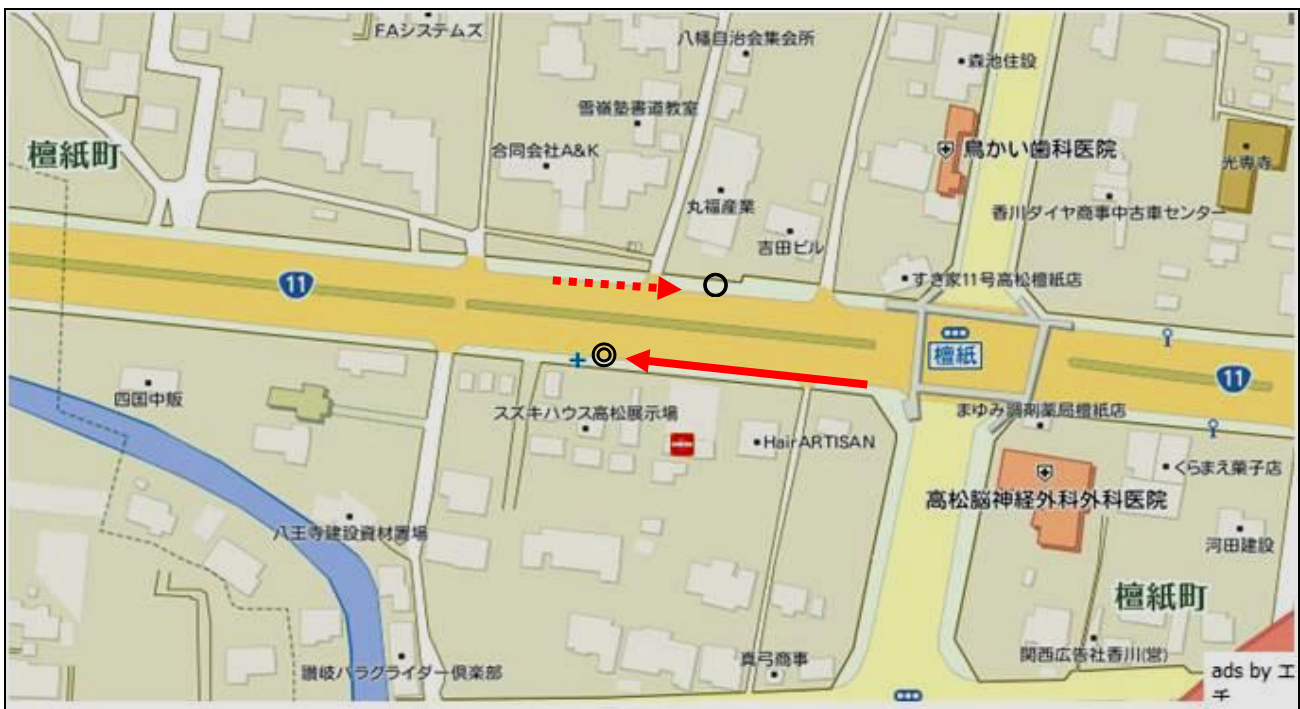 FAシステムズ
八幡自治会集会所
森池住設
雪嶺塾書道教室
檀紙町
合同会社A&K
鳥かい歯科医院
光専寺
丸福産業
香川ダイヤ商事中古車センター
吉田ビル
11
すき家11号高松檀紙店
檀紙
11
四国中販
スズキハウス高松展示場
まゆみ調剤薬局檀紙店
HairARTISAN
くらまえ菓子店
高松脳神経外科外科医院
八王寺建設資材置場
河田建設
檀紙町
讃岐パラグライダー倶楽部
真弓商事
関西広告社香川(営)
ads by エ
チ